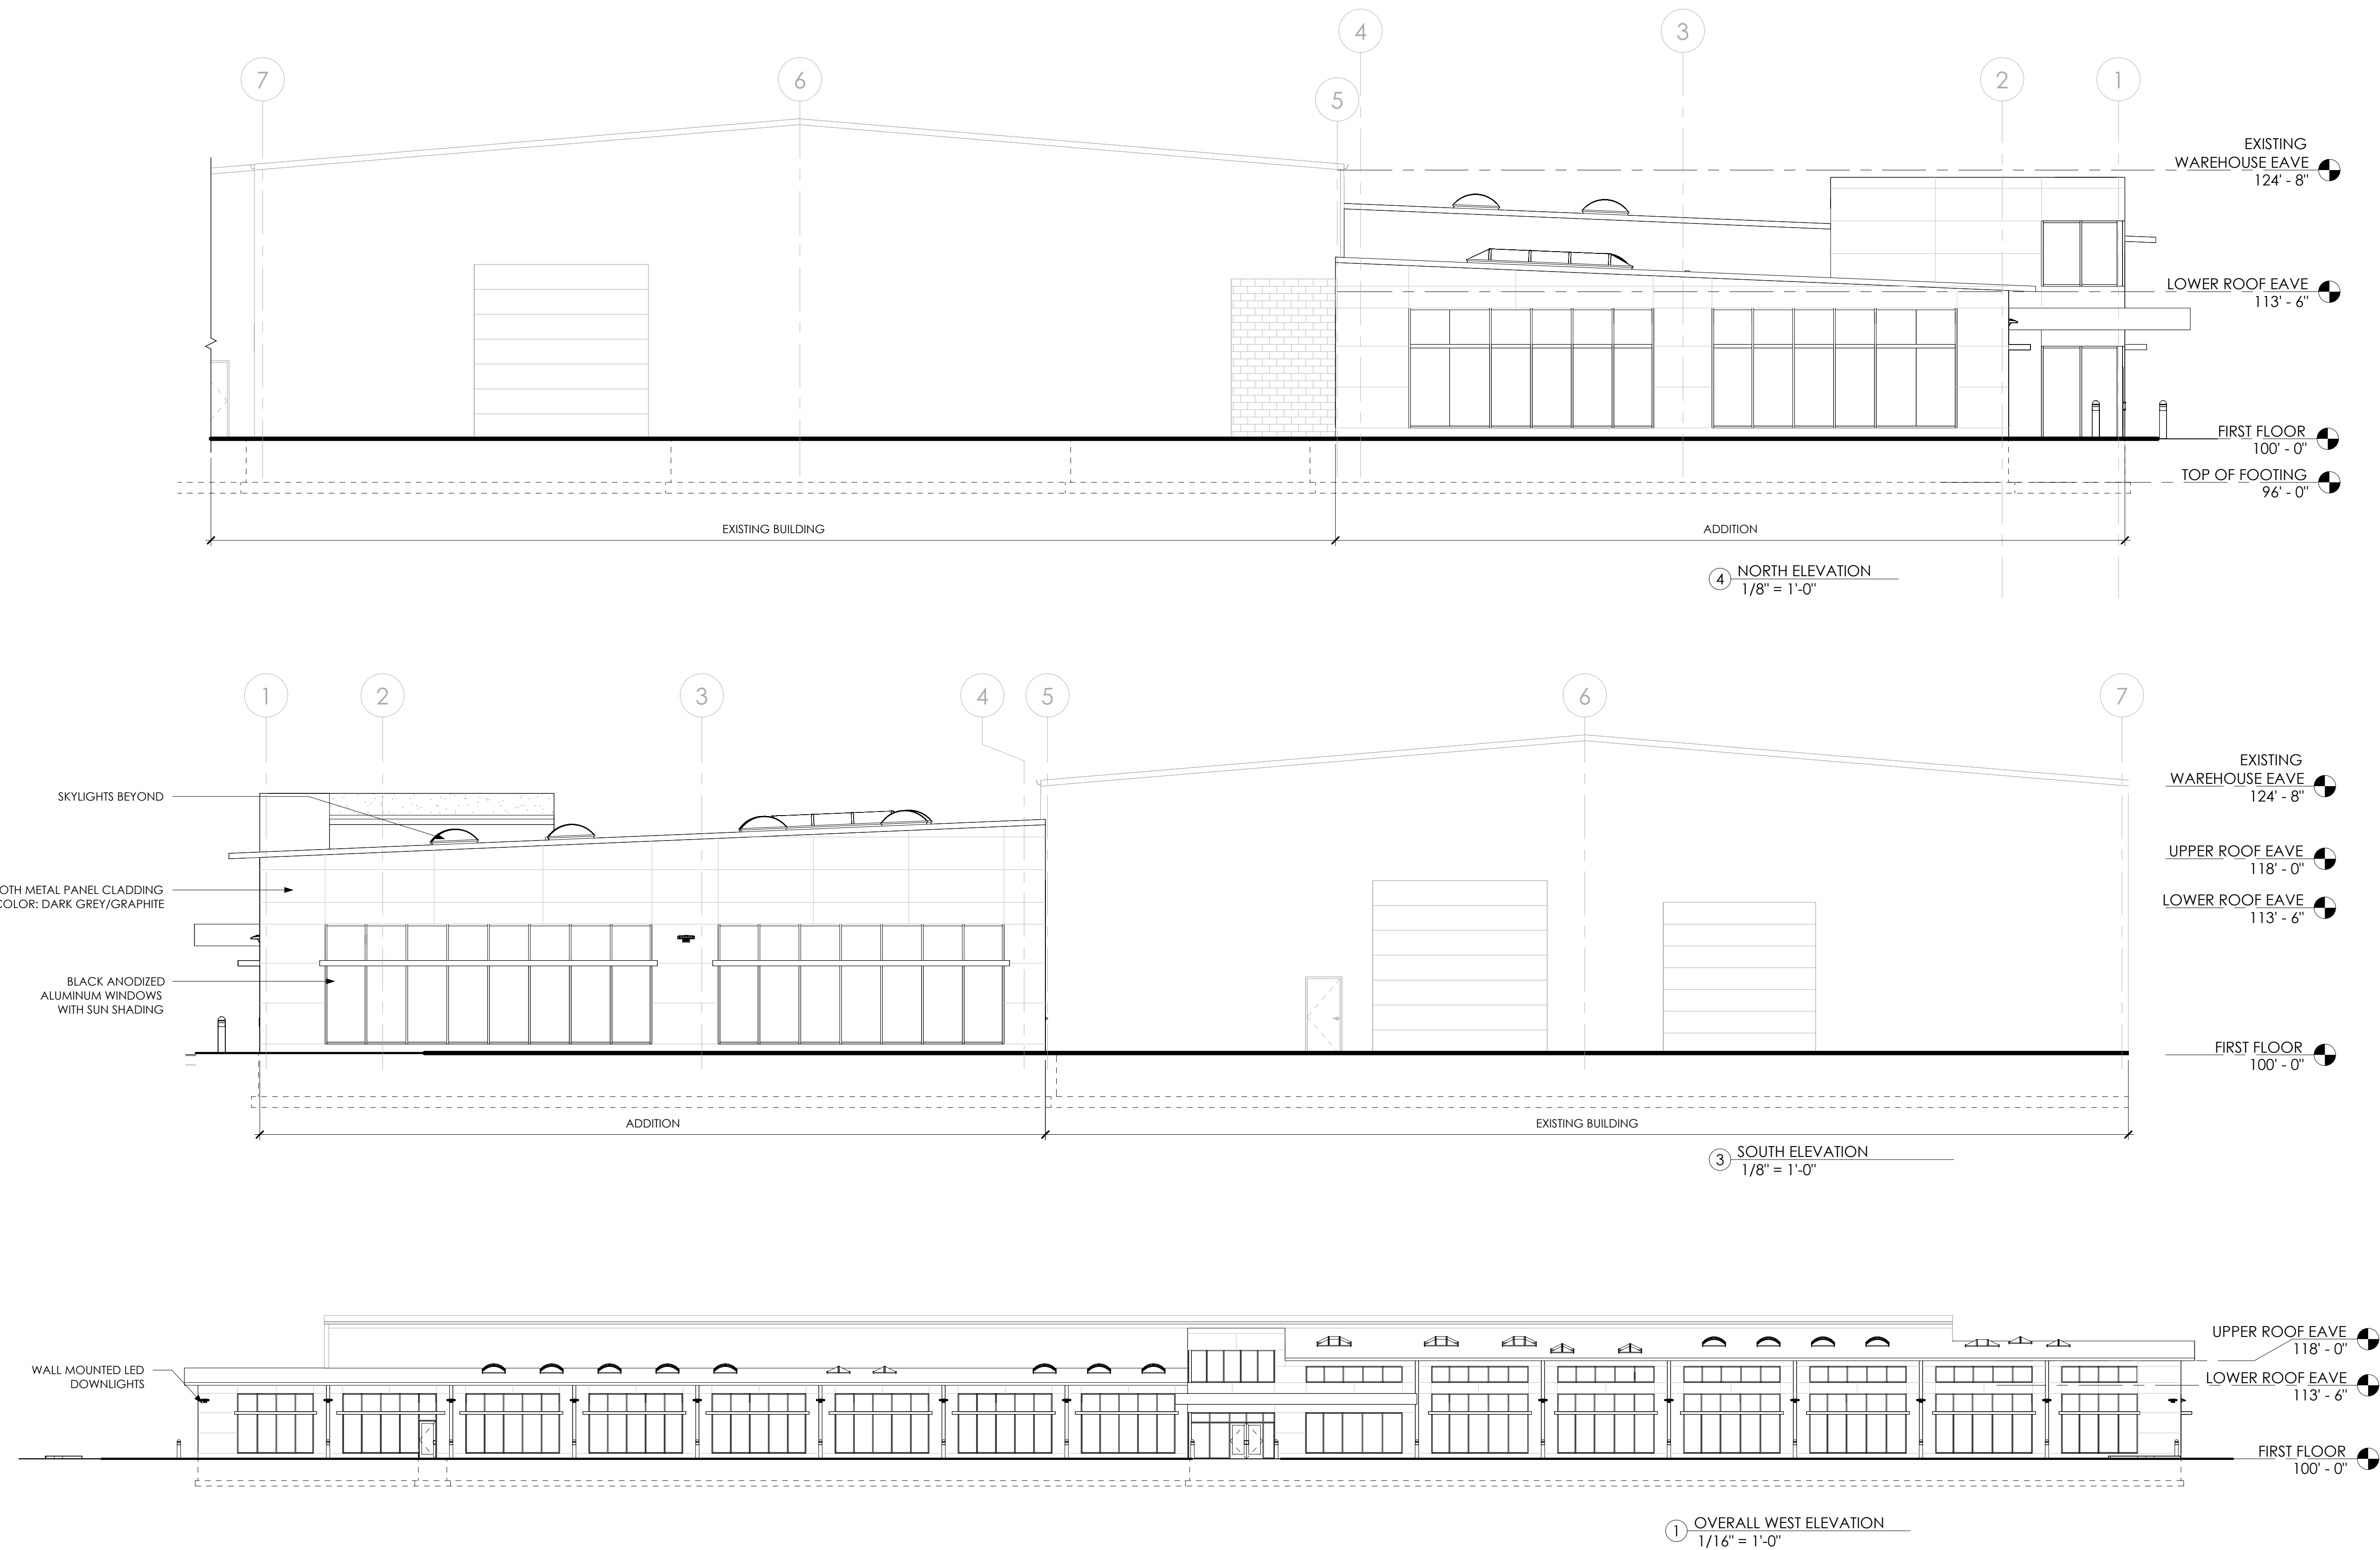 4
3
7
6
5
2
1
EXISTING
WAREHOUSE EAVE
124' - 8"
LOWER ROOF EAVE
113' - 6"
FIRST FLOOR
100' - 0"
TOP OF FOOTING
96' - 0"
EXISTING BUILDING
ADDITION
4 NORTH ELEVATION
1/8" = 1'-0"
1
2
3
4
5
6
7
EXISTING
WAREHOUSE EAVE
124' - 8"
SKYLIGHTS BEYOND
UPPER ROOF EAVE
118' - 0"
OTH METAL PANEL CLADDING
COLOR: DARK GREY/GRAPHITE
LOWER ROOF EAVE
113' - 6"
BLACK ANODIZED
ALUMINUM WINDOWS
WITH SUN SHADING
FIRST FLOOR
100' - 0"
ADDITION
EXISTING BUILDING
3 SOUTH ELEVATION
1/8" = 1'-0"
UPPER ROOF EAVE
118' - 0"
WALL MOUNTED LED
DOWNLIGHTS
LOWER ROOF EAVE
113' - 6"
FIRST FLOOR
100' - 0"
1 OVERALL WEST ELEVATION
1/16" = 1'-0"